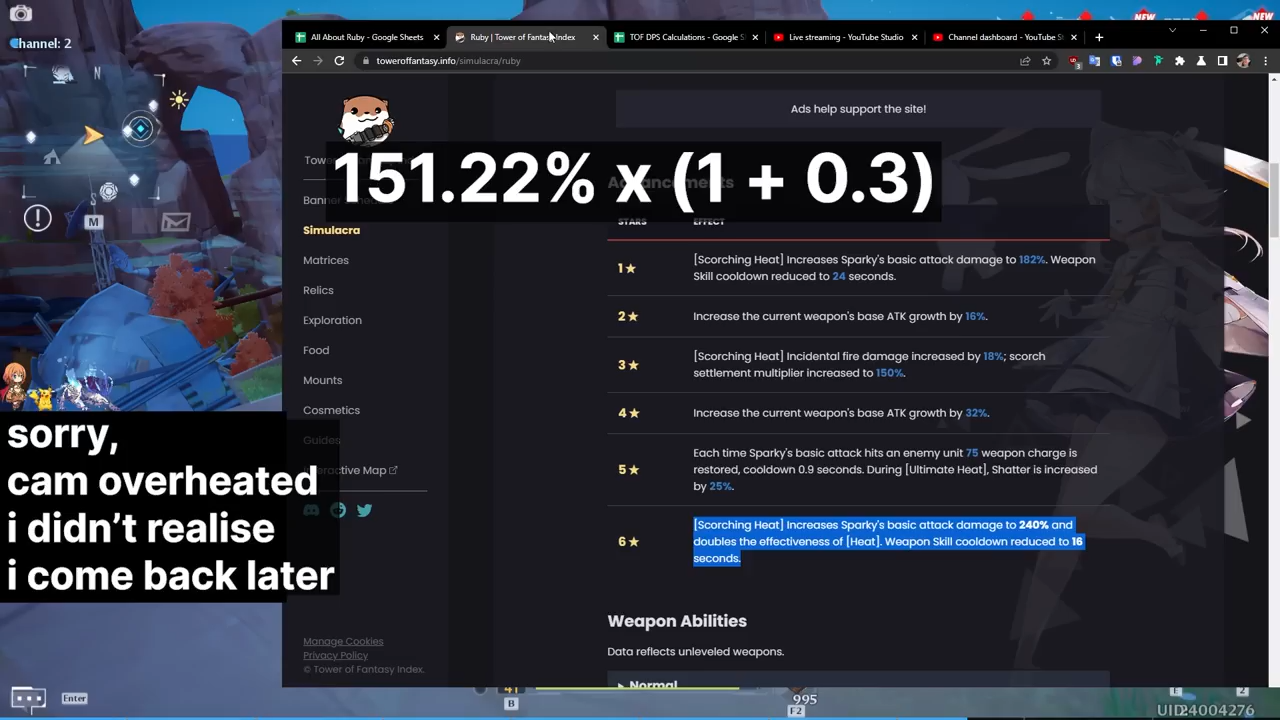 Channel: 2
All About Ruby - Google Sheets
Ruby | Tower of Fantasy Index
TOF DPS Calculations - Google S
Live streaming - YouTube Studio
Channel dashboard - YouTube St
toweroffantasy.info/simulacra/ruby
Ads help support the site!
151.22% x (1 + 0.3)
Simulacra
Matrices
Relics
Exploration
Food
Mounts
Cosmetics
Guides
Interactive Map
Manage Cookies
Privacy Policy
© Tower of Fantasy Index.
Advancements
STARS EFFECT
1★ [Scorching Heat] Increases Sparky's basic attack damage to 182%. Weapon
Skill cooldown reduced to 24 seconds.
2★ Increase the current weapon's base ATK growth by 16%.
3★ [Scorching Heat] Incidental fire damage increased by 18%; scorch
settlement multiplier increased to 150%.
4★ Increase the current weapon's base ATK growth by 32%.
5★ Each time Sparky's basic attack hits an enemy unit 75 weapon charge is
restored, cooldown 0.9 seconds. During [Ultimate Heat], Shatter is increased
by 25%.
6★ [Scorching Heat] Increases Sparky's basic attack damage to 240% and
doubles the effectiveness of [Heat]. Weapon Skill cooldown reduced to 16
seconds.
Weapon Abilities
Data reflects unleveled weapons.
Normal
sorry,
cam overheated
i didn't realise
i come back later
M
Enter
B
995
F2
UID:24004276